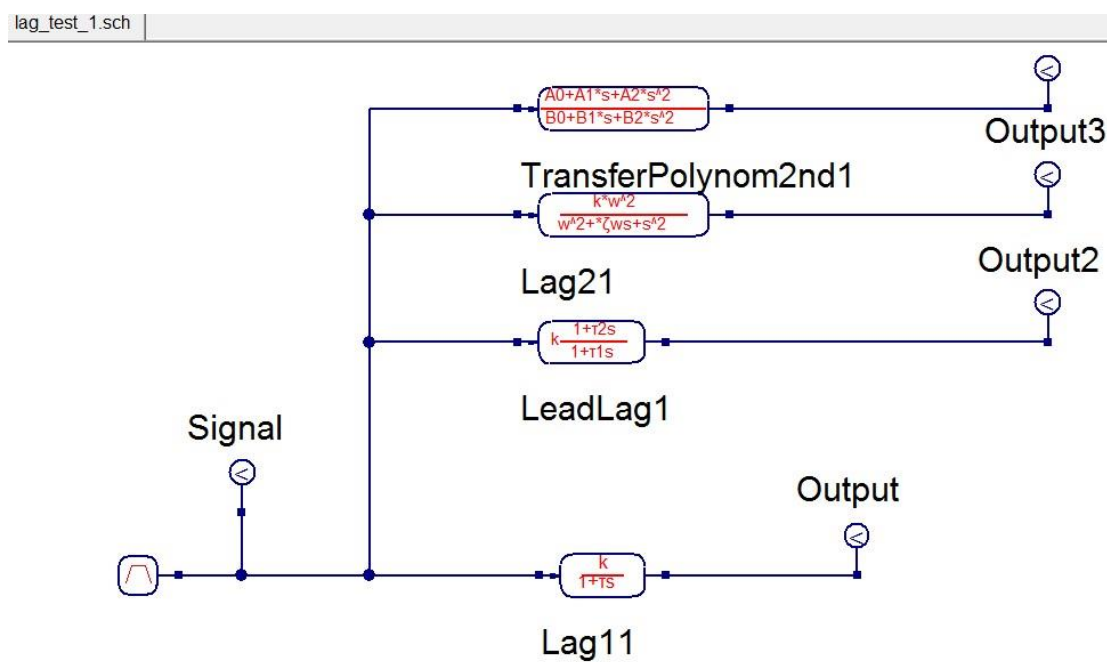 lag_test_1.sch
A0+A1*s+A2*s^2
B0+B1*s+B2*s^2
Output3
TransferPolynom2nd1
k*w^2
w^2+*ζws+s^2
Output2
Lag21
k 1+τ2s
1+τ1s
LeadLag1
Signal
Output
k
1+τs
Lag11